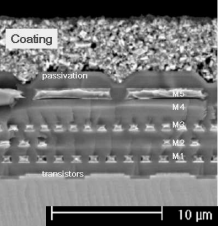 Coating
passivation
M5
M4
M3
M2
M1
transistors
10 µm